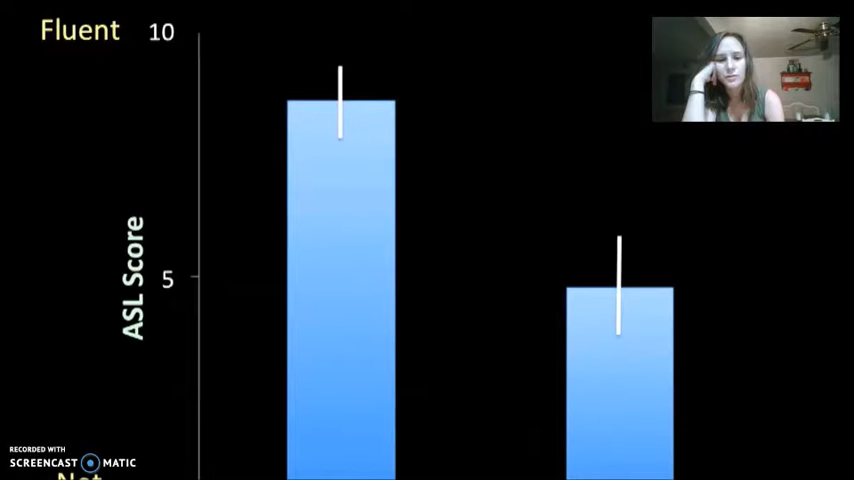 Fluent 10
ASL Score
5
RECORDED WITH
SCREENCAST MATIC